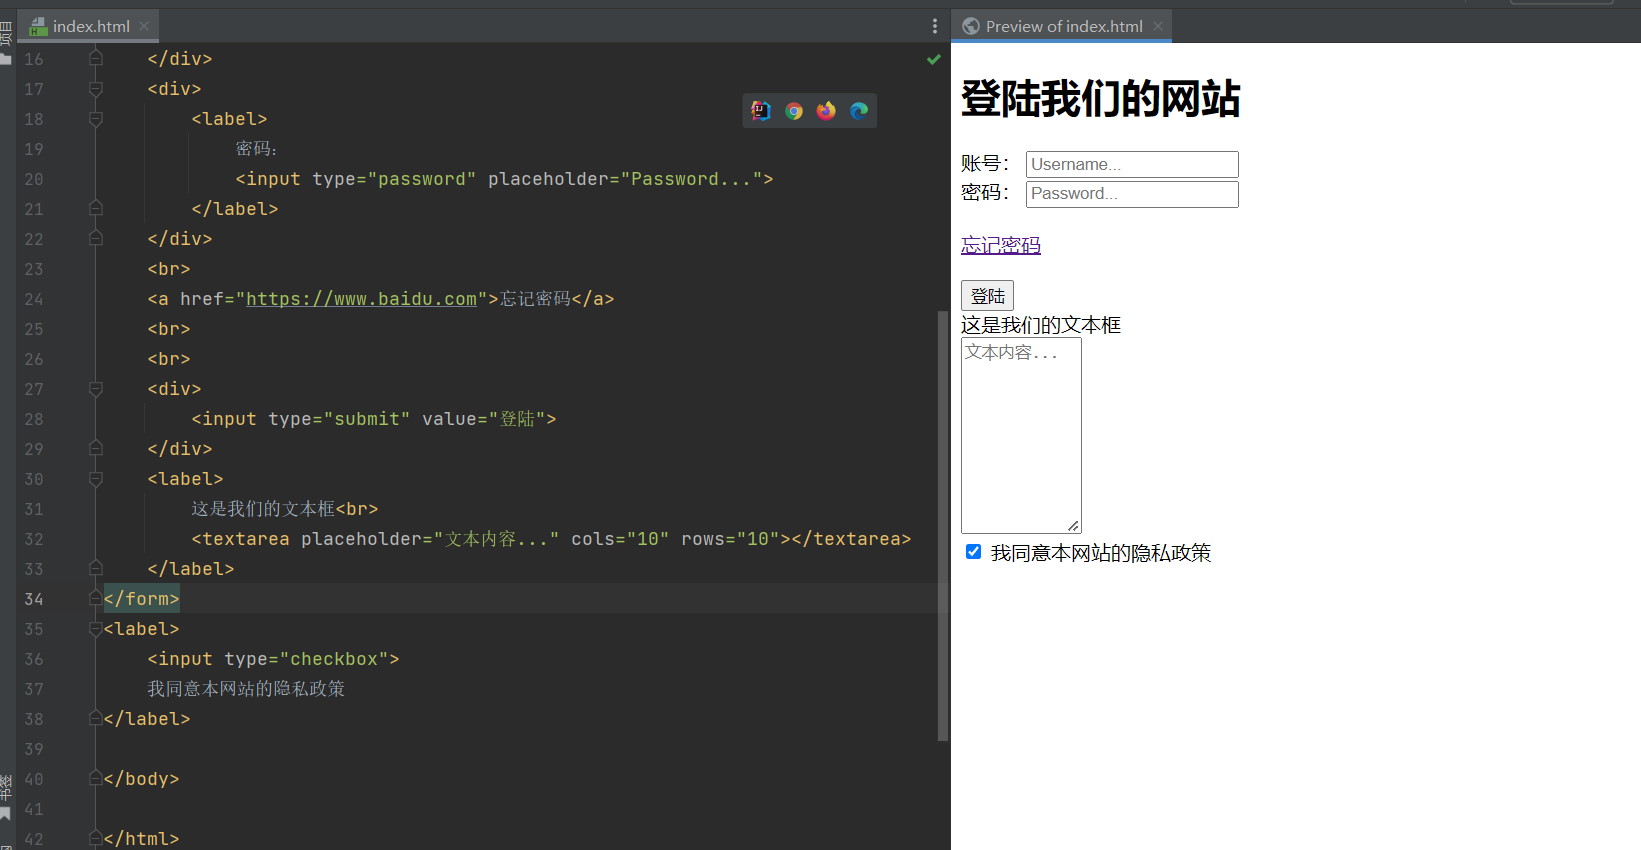 index.html
Preview of index.html
项目
书签
16 </div>
17 <div>
18 <label>
19 密码：
20 <input type="password" placeholder="Password...">
21 </label>
22 </div>
23 <br>
24 <a href="https://www.baidu.com">忘记密码</a>
25 <br>
26 <br>
27 <div>
28 <input type="submit" value="登陆">
29 </div>
30 <label>
31 这是我们的文本框<br>
32 <textarea placeholder="文本内容..." cols="10" rows="10"></textarea>
33 </label>
34 </form>
35 <label>
36 <input type="checkbox">
37 我同意本网站的隐私政策
38 </label>
39
40 </body>
41
42 </html>
登陆我们的网站
账号： Username...
密码： Password...
忘记密码
登陆
这是我们的文本框
文本内容...
我同意本网站的隐私政策